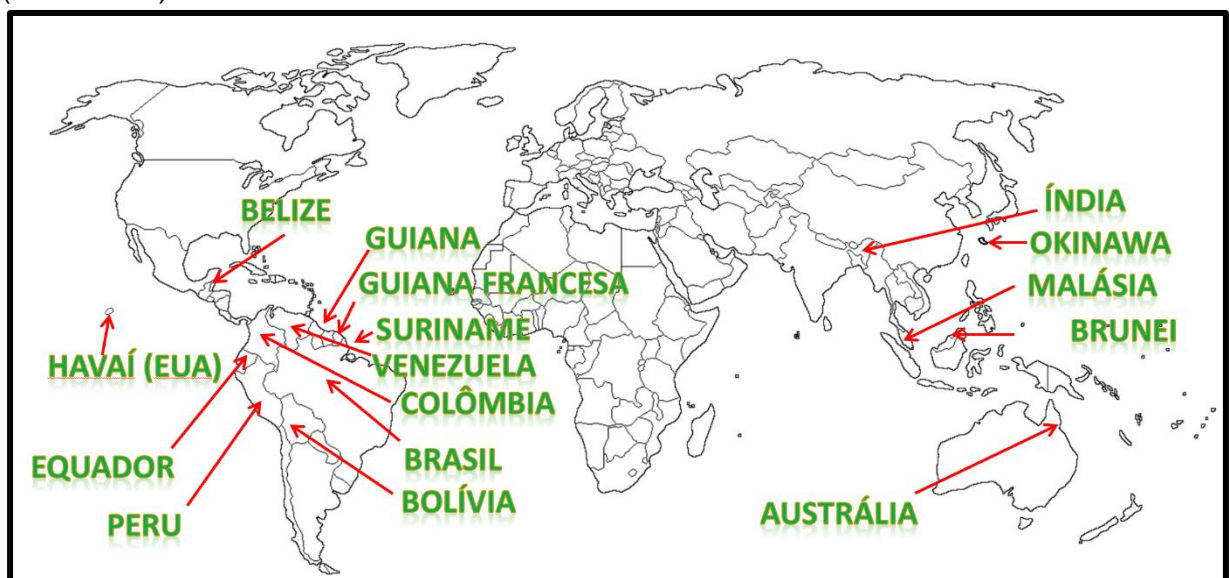 BELIZE
GUIANA
GUIANA FRANCESA
SURINAME
VENEZUELA
COLÔMBIA
HAVAÍ (EUA)
EQUADOR
PERU
BRASIL
BOLÍVIA
ÍNDIA
OKINAWA
MALÁSIA
BRUNEI
AUSTRÁLIA